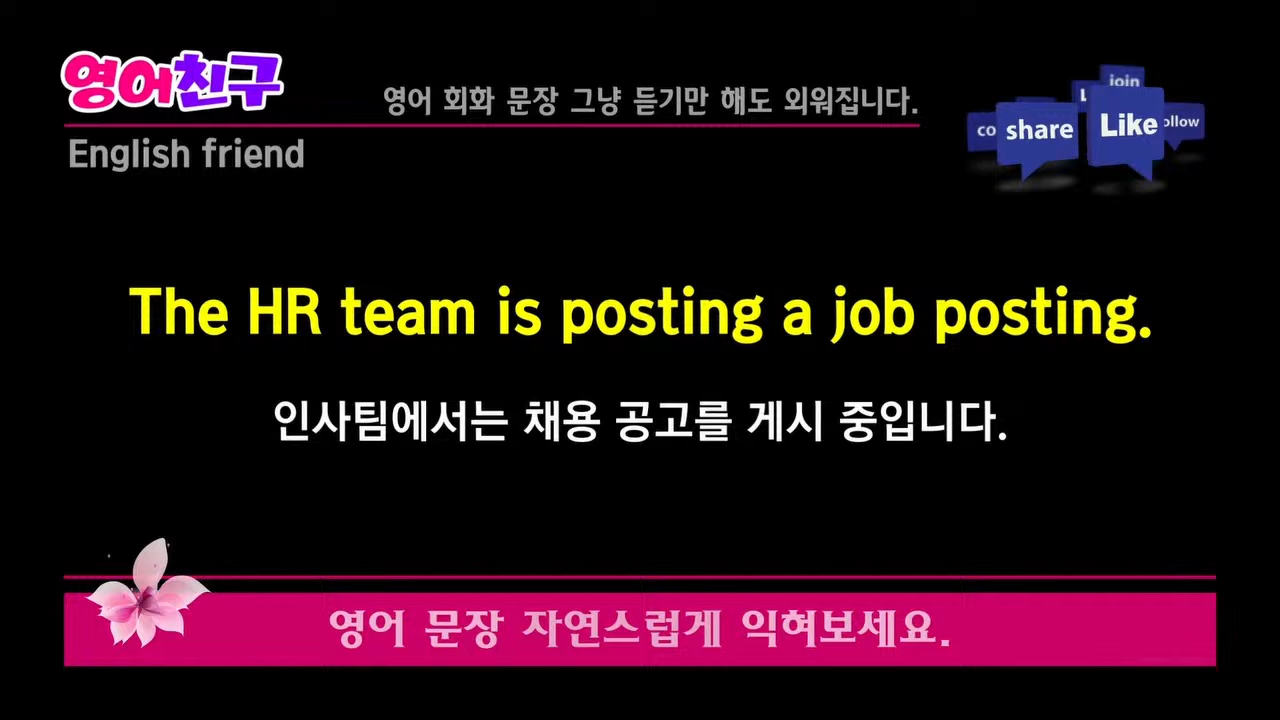 영어친구
영어 회화 문장 그냥 듣기만 해도 외워집니다.
English friend
join
share
Like
The HR team is posting a job posting.
인사팀에서는 채용 공고를 게시 중입니다.
영어 문장 자연스럽게 익혀보세요.